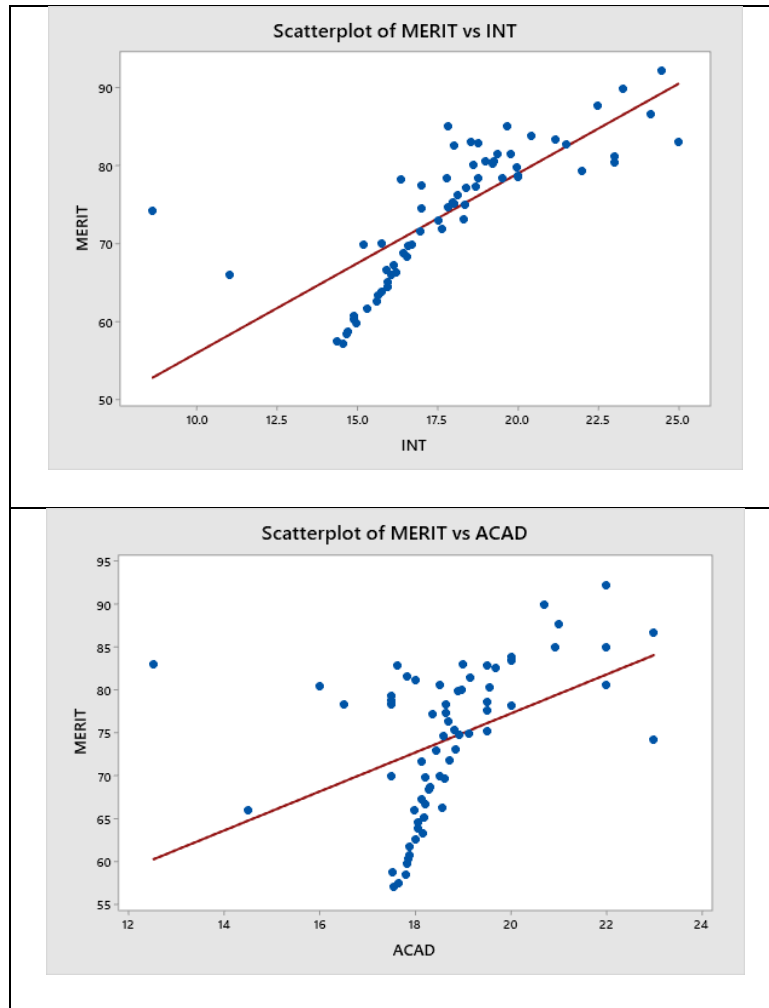 Scatterplot of MERIT vs INT
90
80
70
60
50
MERIT
10.0 12.5 15.0 17.5 20.0 22.5 25.0
INT
Scatterplot of MERIT vs ACAD
95
90
85
80
75
70
65
60
55
MERIT
12 14 16 18 20 22 24
ACAD